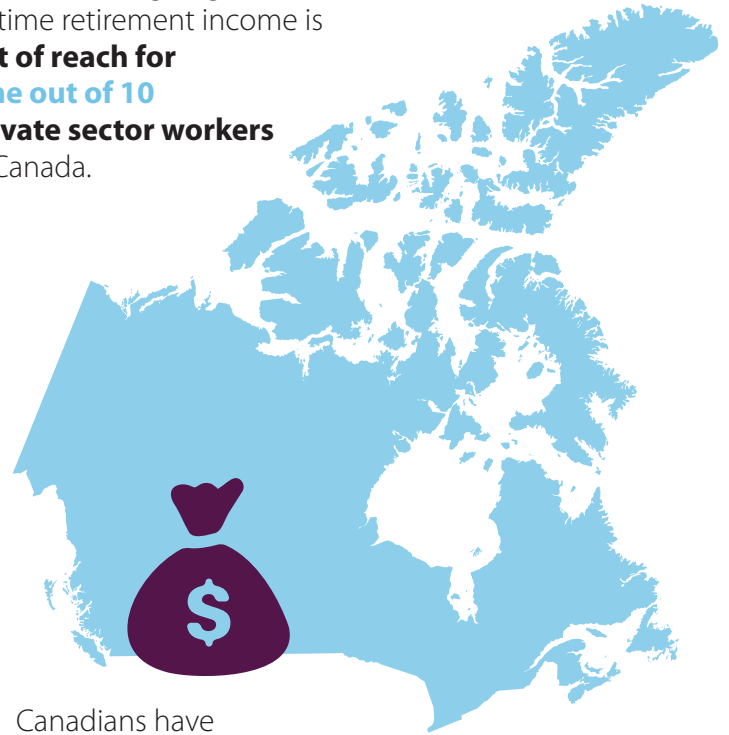 time retirement income is
t of reach for
ne out of 10
vate sector workers
Canada.
$
Canadians have